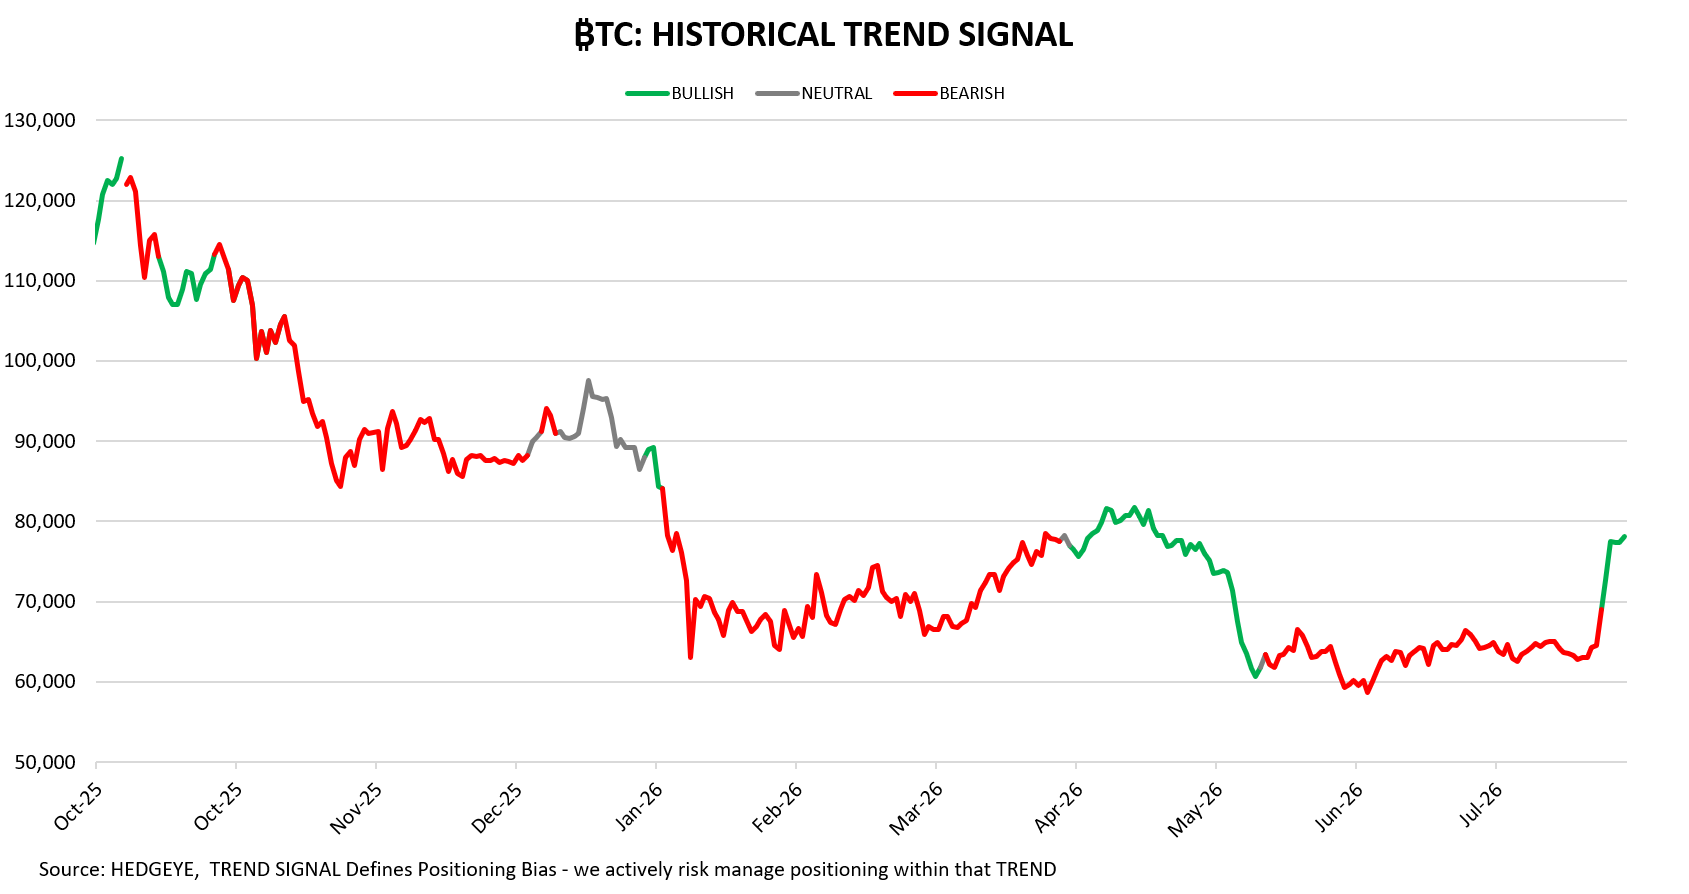 ₿TC: HISTORICAL TREND SIGNAL
BULLISH NEUTRAL BEARISH
130,000
120,000
110,000
100,000
90,000
80,000
70,000
60,000
50,000
Oct-25 Oct-25 Nov-25 Dec-25 Jan-26 Feb-26 Mar-26 Apr-26 May-26 Jun-26 Jul-26
Source: HEDGEYE, TREND SIGNAL Defines Positioning Bias - we actively risk manage positioning within that TREND